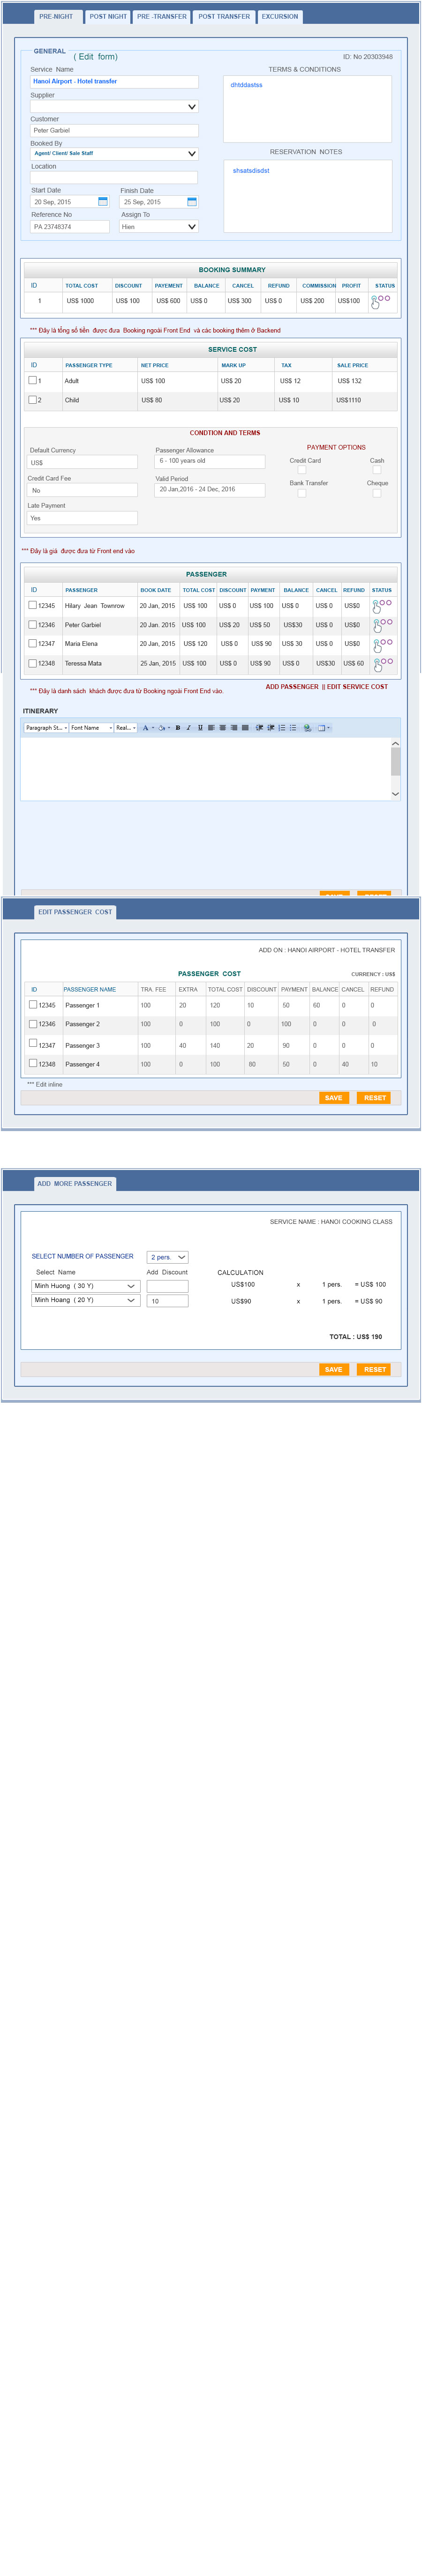 PRE-NIGHT POST NIGHT PRE -TRANSFER POST TRANSFER EXCURSION
GENERAL
( Edit form)
ID: No 20303948
Service Name
Hanoi Airport - Hotel transfer
Supplier
Customer
Peter Garbiel
Booked By
Agent/ Client/ Sale Staff
Location
Start Date Finish Date
20 Sep, 2015 25 Sep, 2015
Reference No Assign To
PA 23748374 Hien
TERMS & CONDITIONS
dhtddastss
RESERVATION NOTES
shsatsdisdst
BOOKING SUMMARY
ID TOTAL COST DISCOUNT PAYEMENT BALANCE CANCEL REFUND COMMISSION PROFIT STATUS
1 US$ 1000 US$ 100 US$ 600 US$ 0 US$ 300 US$ 0 US$ 200 US$100
*** Đây là tổng số tiền được đưa Booking ngoài Front End và các booking thêm ở Backend
SERVICE COST
ID PASSENGER TYPE NET PRICE MARK UP TAX SALE PRICE
1 Adult US$ 100 US$ 20 US$ 12 US$ 132
2 Child US$ 80 US$ 20 US$ 10 US$1110
CONDTION AND TERMS
Default Currency Passenger Allowance PAYMENT OPTIONS
US$ 6 - 100 years old Credit Card Cash
Credit Card Fee Valid Period
No 20 Jan,2016 - 24 Dec, 2016 Bank Transfer Cheque
Late Payment
Yes
*** Đây là giá được đưa từ Front end vào
PASSENGER
ID PASSENGER BOOK DATE TOTAL COST DISCOUNT PAYMENT BALANCE CANCEL REFUND STATUS
12345 Hilary Jean Townrow 20 Jan, 2015 US$ 100 US$ 0 US$ 100 US$ 0 US$ 0 US$0
12346 Peter Garbiel 20 Jan. 2015 US$ 100 US$ 20 US$ 50 US$30 US$ 0 US$0
12347 Maria Elena 20 Jan, 2015 US$ 120 US$ 0 US$ 90 US$ 30 US$ 0 US$0
12348 Teressa Mata 25 Jan, 2015 US$ 100 US$ 0 US$ 90 US$ 0 US$30 US$ 60
ADD PASSENGER || EDIT SERVICE COST
*** Đây là danh sách khách được đưa từ Booking ngoài Front End vào.
ITINERARY
Paragraph St... Font Name Real... A B I U
EDIT PASSENGER COST
ADD ON : HANOI AIRPORT - HOTEL TRANSFER
PASSENGER COST
CURRENCY : US$
ID PASSENGER NAME TRA. FEE EXTRA TOTAL COST DISCOUNT PAYMENT BALANCE CANCEL REFUND
12345 Passenger 1 100 20 120 10 50 60 0 0
12346 Passenger 2 100 0 100 0 100 0 0 0
12347 Passenger 3 100 40 140 20 90 0 0 0
12348 Passenger 4 100 0 100 80 50 0 40 10
*** Edit inline
SAVE RESET
ADD MORE PASSENGER
SERVICE NAME : HANOI COOKING CLASS
SELECT NUMBER OF PASSENGER 2 pers.
Select Name Add Discount CALCULATION
Minh Huong ( 30 Y) US$100 x 1 pers. = US$ 100
Minh Hoang ( 20 Y) 10 US$90 x 1 pers. = US$ 90
TOTAL : US$ 190
SAVE RESET